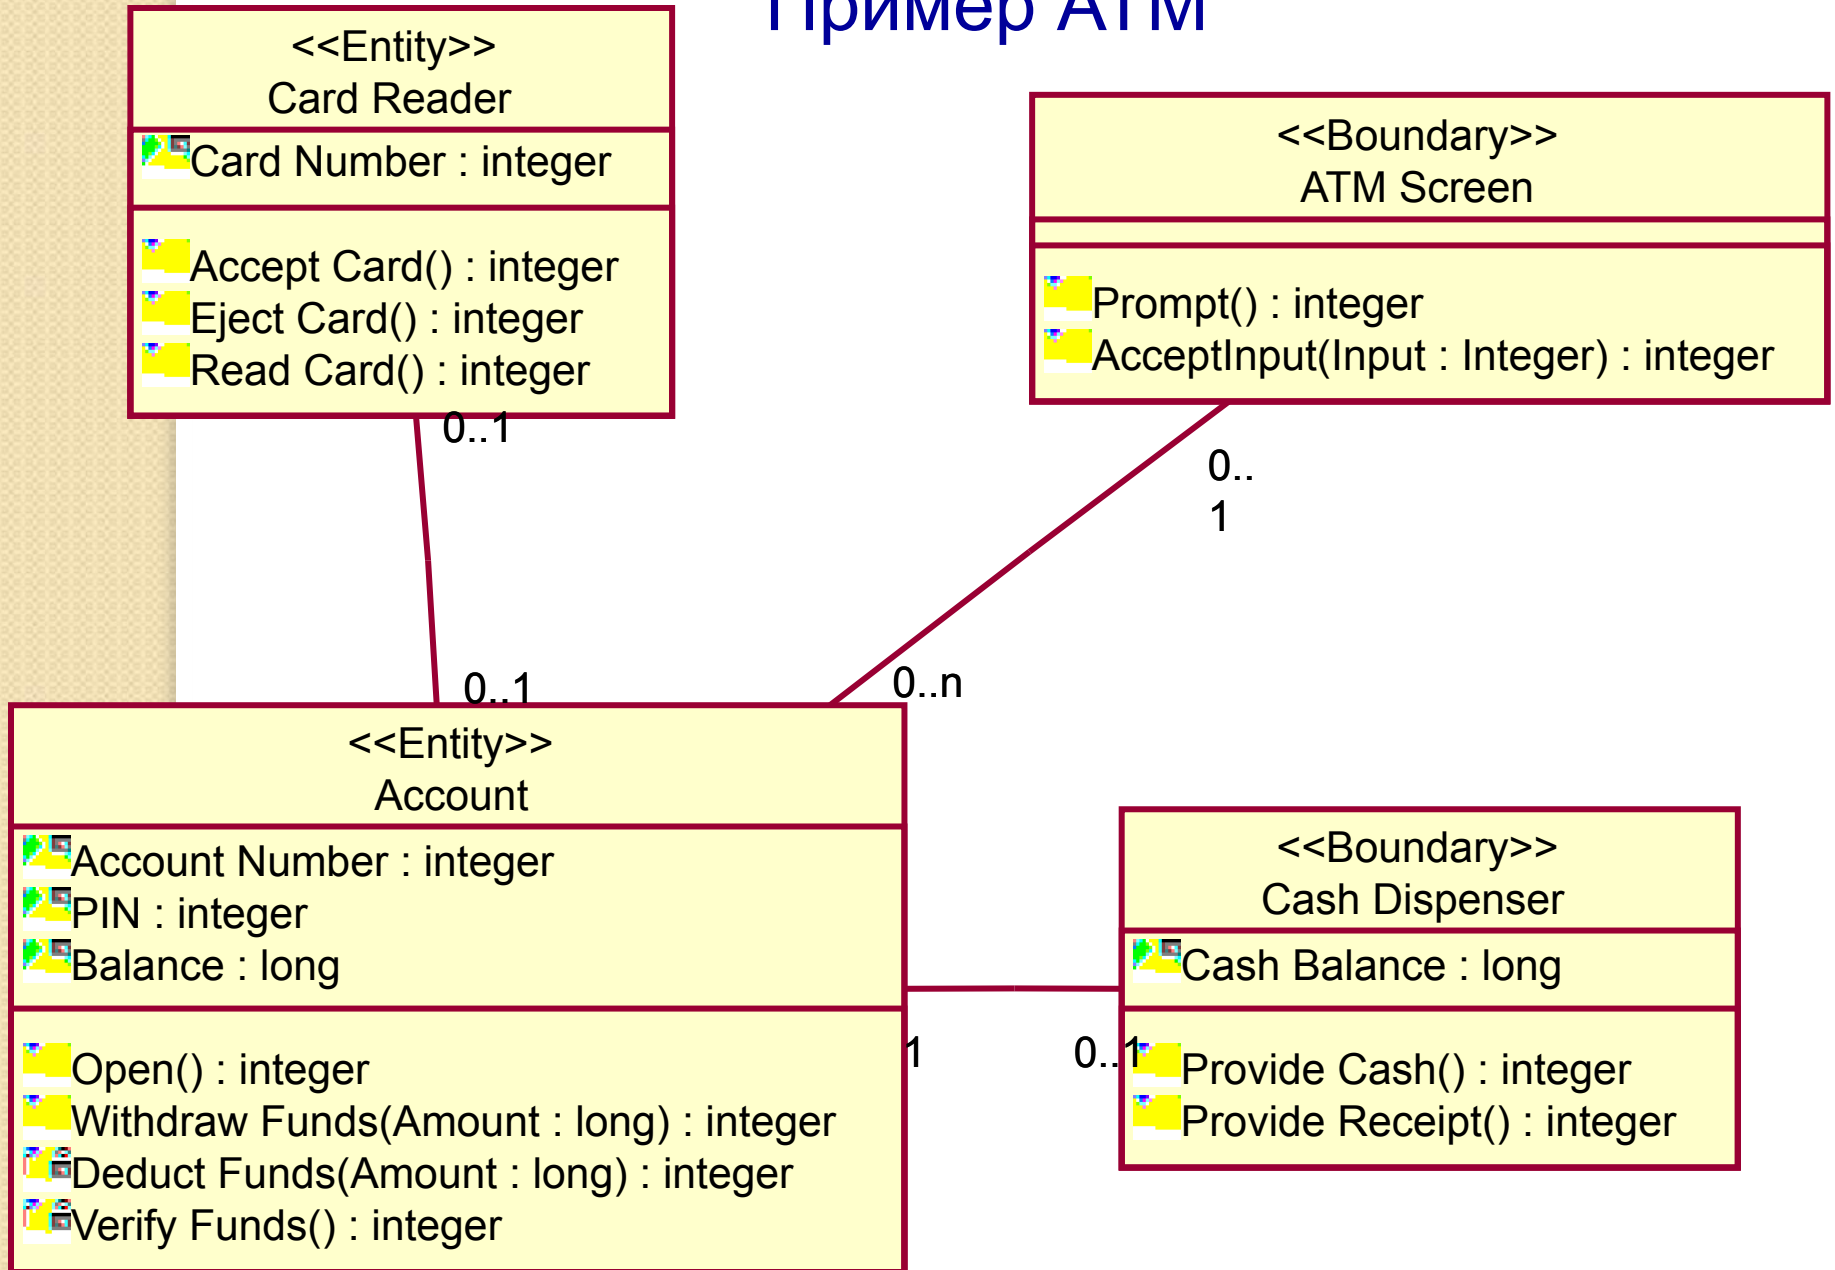 Пример ATM
<<Entity>>
Card Reader
Card Number : integer
Accept Card() : integer
Eject Card() : integer
Read Card() : integer
<<Boundary>>
ATM Screen
Prompt() : integer
AcceptInput(Input : Integer) : integer
0..1
0..
1
0..1
0..n
<<Entity>>
Account
Account Number : integer
PIN : integer
Balance : long
Open() : integer
Withdraw Funds(Amount : long) : integer
Deduct Funds(Amount : long) : integer
Verify Funds() : integer
1
0..1
<<Boundary>>
Cash Dispenser
Cash Balance : long
Provide Cash() : integer
Provide Receipt() : integer